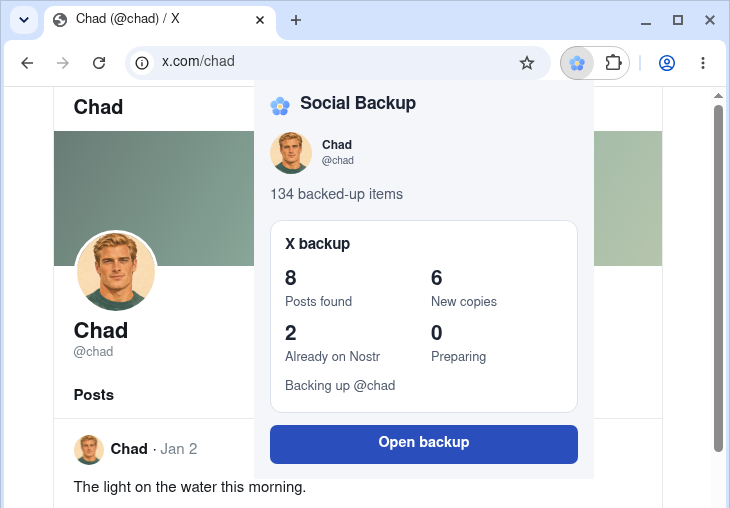 Chad (@chad) / X
x.com/chad
Chad
Social Backup
Chad
@chad
134 backed-up items
X backup
8
Posts found
6
New copies
2
Already on Nostr
0
Preparing
Backing up @chad
Open backup
Chad
@chad
Posts
Chad · Jan 2
The light on the water this morning.